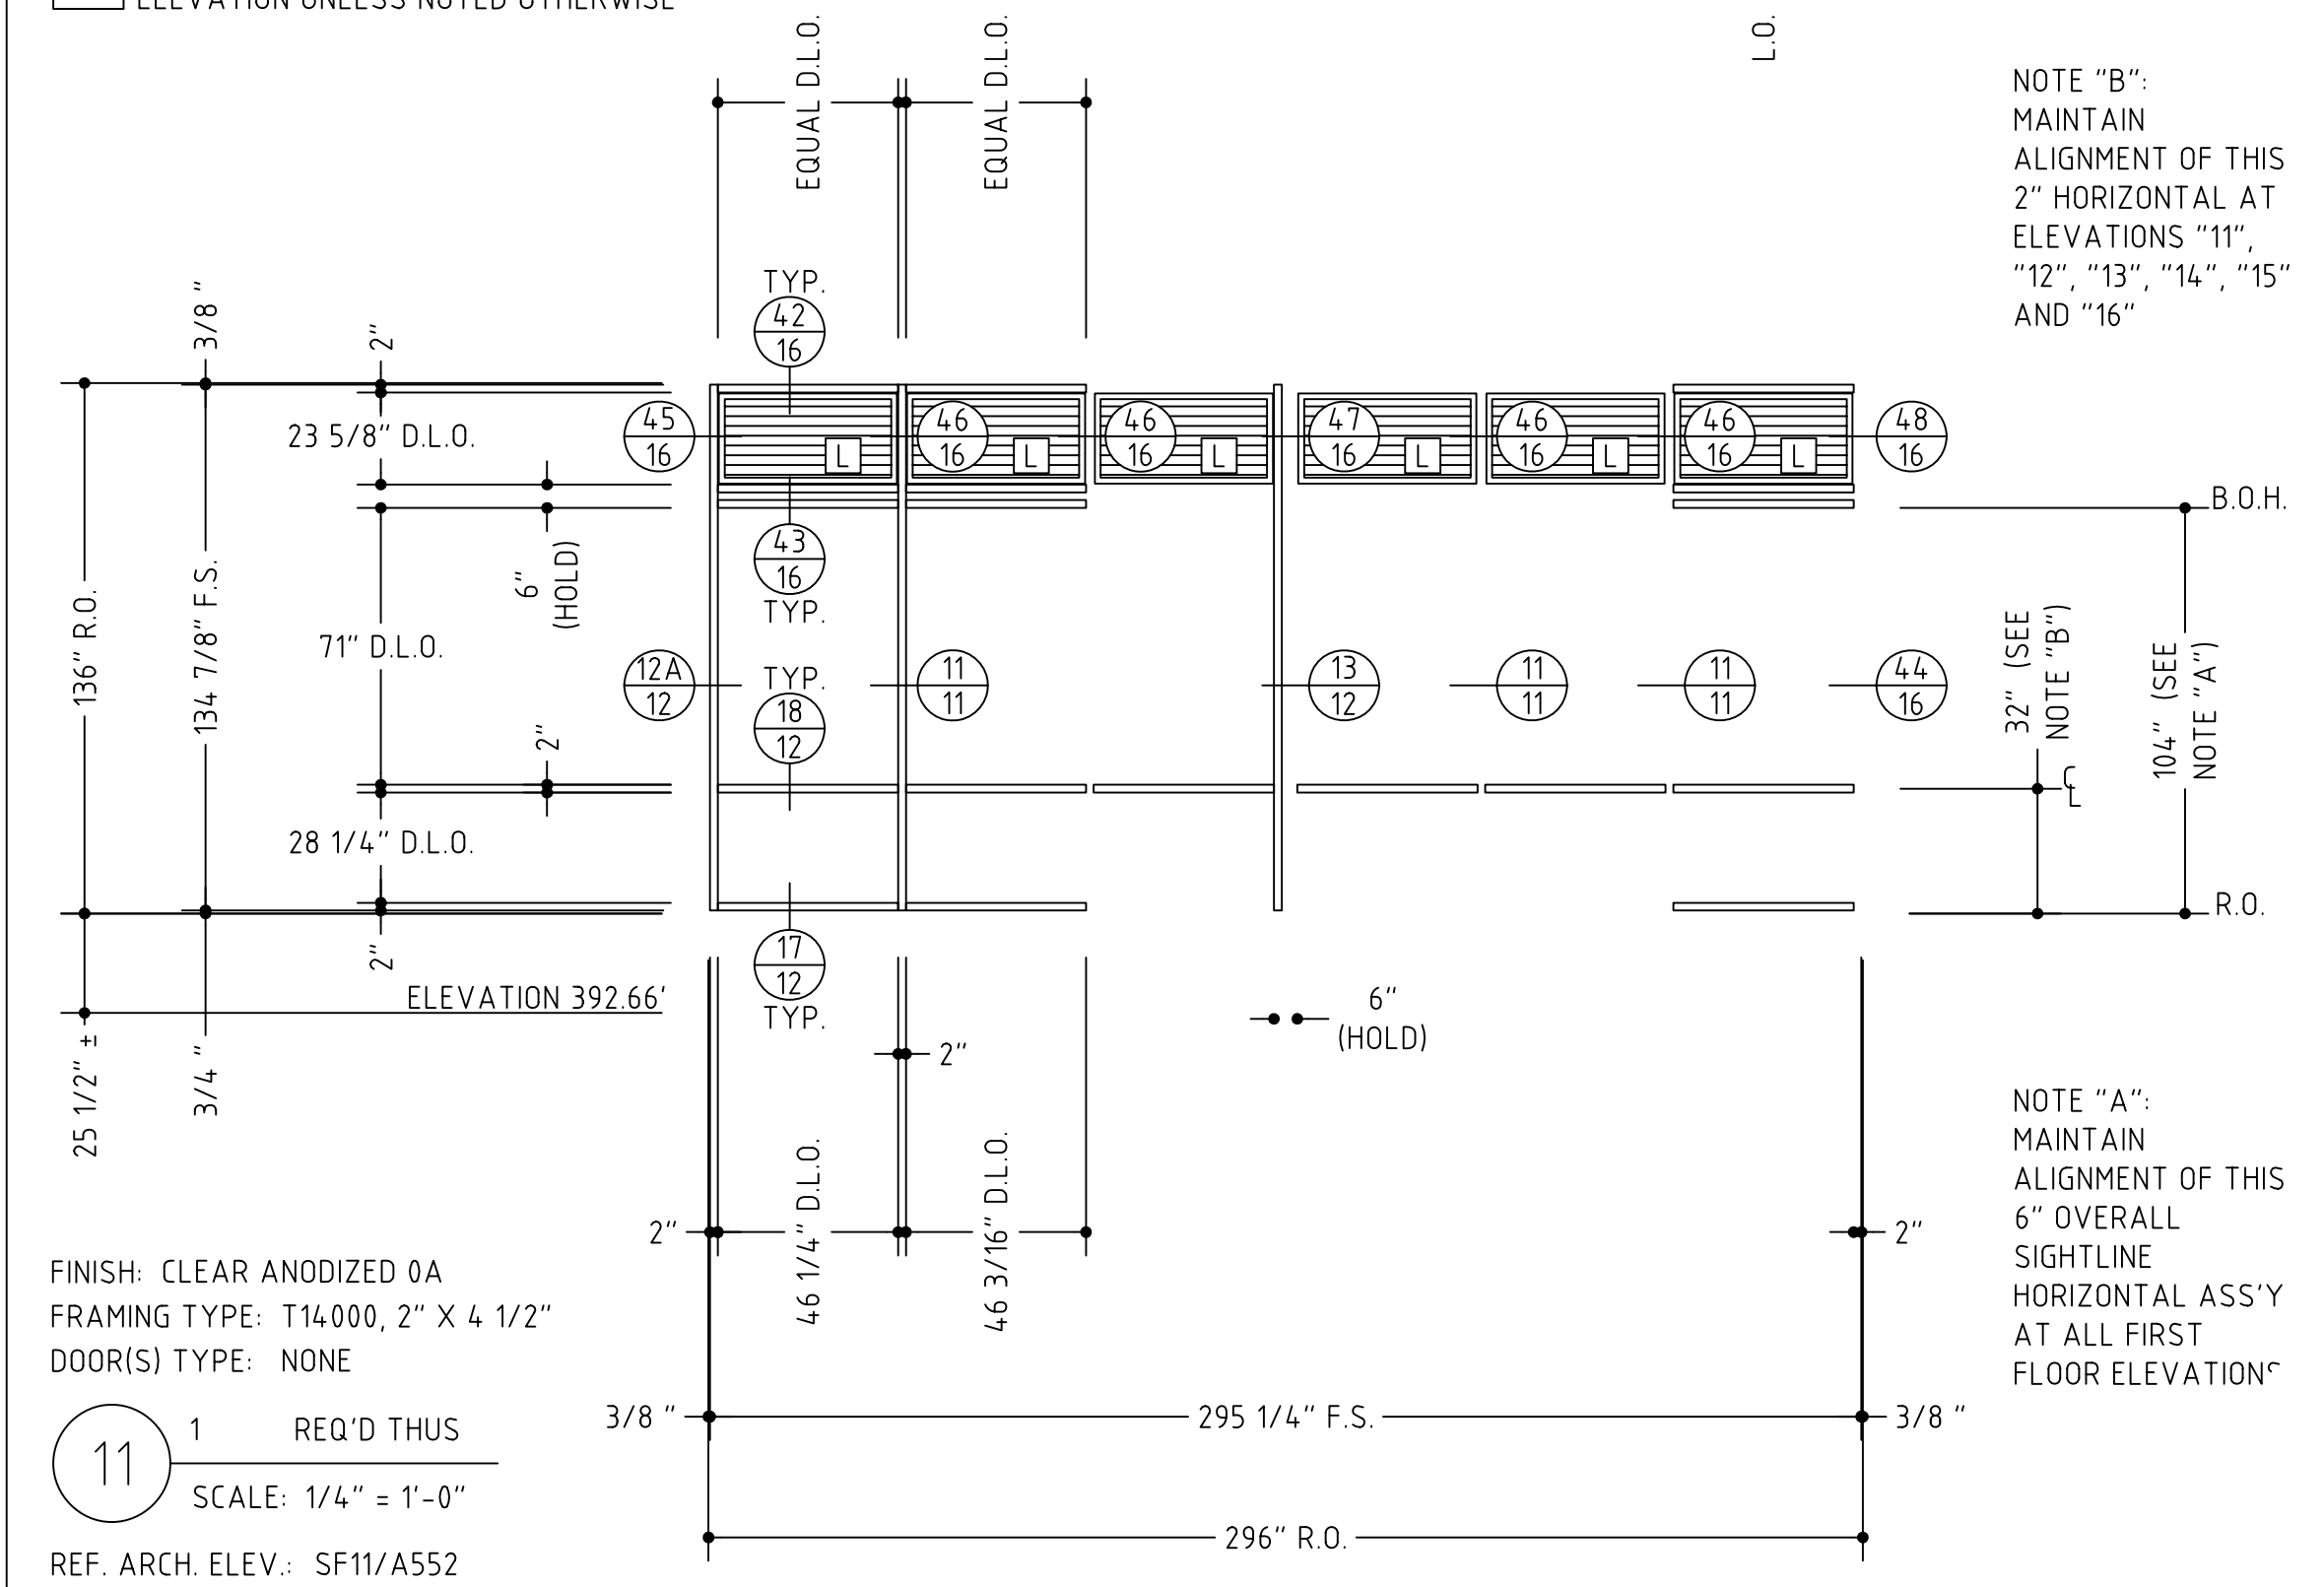 ELEVATION UNLESS NOTED OTHERWISE
EQUAL D.L.O.
EQUAL D.L.O.
L.O.
NOTE "B":
MAINTAIN
ALIGNMENT OF THIS
2" HORIZONTAL AT
ELEVATIONS "11",
"12", "13", "14", "15"
AND "16"
3/8 "
2"
TYP.
42
16
136" R.O.
134 7/8" F.S.
23 5/8" D.L.O.
45
16
L
46
16
L
46
16
L
47
16
L
46
16
L
46
16
L
48
16
B.O.H.
6"
(HOLD)
43
16
TYP.
71" D.L.O.
12A
12
TYP.
18
12
11
11
13
12
11
11
11
11
44
16
32" (SEE
NOTE "B")
104" (SEE
NOTE "A")
2"
CL
28 1/4" D.L.O.
R.O.
2"
17
12
TYP.
ELEVATION 392.66'
25 1/2" ±
3/4 "
6"
(HOLD)
2"
46 1/4" D.L.O.
46 3/16" D.L.O.
2"
2"
NOTE "A":
MAINTAIN
ALIGNMENT OF THIS
6" OVERALL
SIGHTLINE
HORIZONTAL ASS'Y
AT ALL FIRST
FLOOR ELEVATIONS
FINISH: CLEAR ANODIZED 0A
FRAMING TYPE: T14000, 2" X 4 1/2"
DOOR(S) TYPE: NONE
3/8 "
295 1/4" F.S.
3/8 "
11
1 REQ'D THUS
SCALE: 1/4" = 1'-0"
296" R.O.
REF. ARCH. ELEV.: SF11/A552